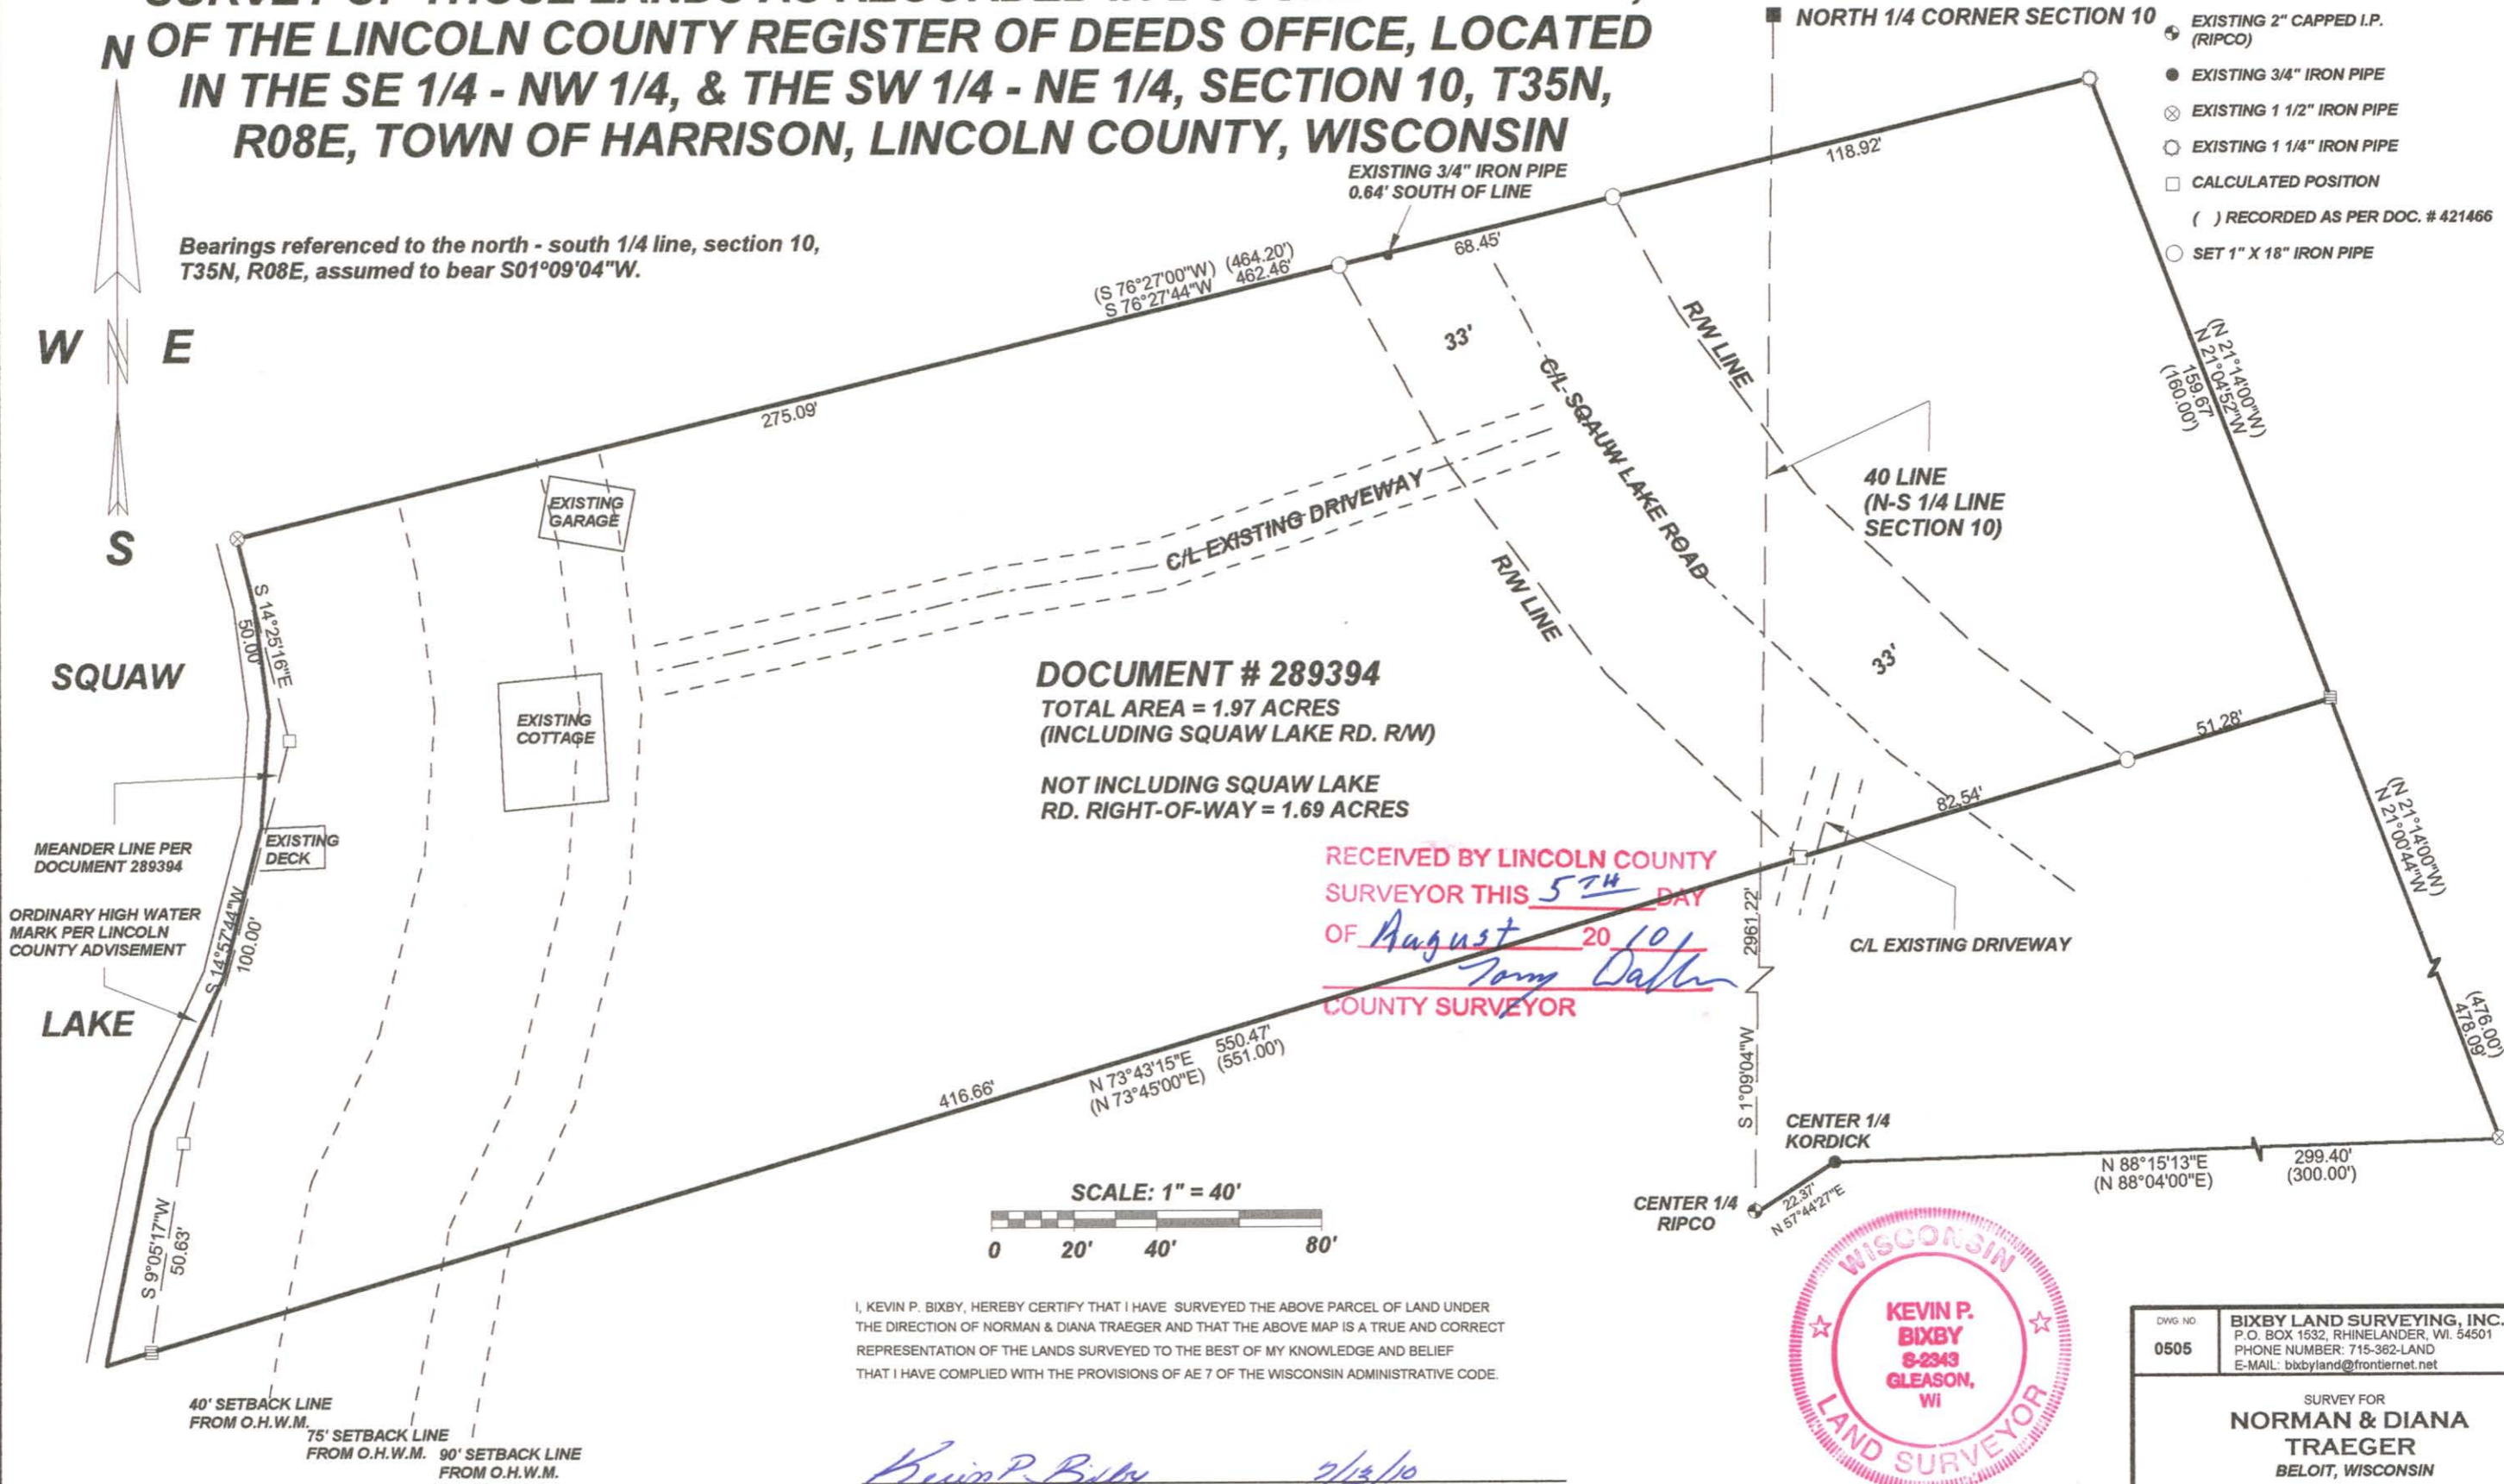 N
OF THE LINCOLN COUNTY REGISTER OF DEEDS OFFICE, LOCATED
IN THE SE 1/4 - NW 1/4, & THE SW 1/4 - NE 1/4, SECTION 10, T35N,
R08E, TOWN OF HARRISON, LINCOLN COUNTY, WISCONSIN
NORTH 1/4 CORNER SECTION 10
EXISTING 2" CAPPED I.P.
(RIPCO)
EXISTING 3/4" IRON PIPE
EXISTING 1 1/2" IRON PIPE
EXISTING 1 1/4" IRON PIPE
CALCULATED POSITION
( ) RECORDED AS PER DOC. # 421466
SET 1" X 18" IRON PIPE
EXISTING 3/4" IRON PIPE
0.64' SOUTH OF LINE
Bearings referenced to the north - south 1/4 line, section 10,
T35N, R08E, assumed to bear S01°09'04"W.
W E
S
118.92'
68.45'
(S 76°27'00"W) (464.20')
S 76°27'44"W 462.46'
275.09'
33'
R/W LINE
C/L SQAUW LAKE ROAD
(N 21°14'00"W)
N 21°04'52"W
159.67'
(160.00')
40 LINE
(N-S 1/4 LINE
SECTION 10)
EXISTING
GARAGE
C/L EXISTING DRIVEWAY
R/W LINE
33'
S 14°25'16"E
50.00'
SQUAW
EXISTING
COTTAGE
DOCUMENT # 289394
TOTAL AREA = 1.97 ACRES
(INCLUDING SQUAW LAKE RD. R/W)
NOT INCLUDING SQUAW LAKE
RD. RIGHT-OF-WAY = 1.69 ACRES
51.28'
82.54'
MEANDER LINE PER
DOCUMENT 289394
EXISTING
DECK
ORDINARY HIGH WATER
MARK PER LINCOLN
COUNTY ADVISEMENT
S 14°57'44"W
100.00'
LAKE
RECEIVED BY LINCOLN COUNTY
SURVEYOR THIS 5TH DAY
OF August 20 10
Tony
COUNTY SURVEYOR
2961.22'
S 1°09'04"W
C/L EXISTING DRIVEWAY
(N 21°14'00"W)
N 21°00'44"W
(476.00')
478.09'
416.66'
N 73°43'15"E 550.47'
(N 73°45'00"E) (551.00')
CENTER 1/4
KORDICK
N 88°15'13"E 299.40'
(N 88°04'00"E) (300.00')
CENTER 1/4
RIPCO
22.37'
N 57°44'27"E
S 9°05'17"W
50.63'
SCALE: 1" = 40'
0 20' 40' 80'
I, KEVIN P. BIXBY, HEREBY CERTIFY THAT I HAVE SURVEYED THE ABOVE PARCEL OF LAND UNDER
THE DIRECTION OF NORMAN & DIANA TRAEGER AND THAT THE ABOVE MAP IS A TRUE AND CORRECT
REPRESENTATION OF THE LANDS SURVEYED TO THE BEST OF MY KNOWLEDGE AND BELIEF
THAT I HAVE COMPLIED WITH THE PROVISIONS OF AE 7 OF THE WISCONSIN ADMINISTRATIVE CODE.
WISCONSIN
KEVIN P.
BIXBY
S-2343
GLEASON,
Wi
LAND SURVEYOR
DWG NO.
0505
BIXBY LAND SURVEYING, INC.
P.O. BOX 1532, RHINELANDER, WI. 54501
PHONE NUMBER: 715-362-LAND
E-MAIL: bixbyland@frontiernet.net
SURVEY FOR
NORMAN & DIANA
TRAEGER
BELOIT, WISCONSIN
40' SETBACK LINE
FROM O.H.W.M.
75' SETBACK LINE
FROM O.H.W.M.
90' SETBACK LINE
FROM O.H.W.M.
Kevin P. Bixby